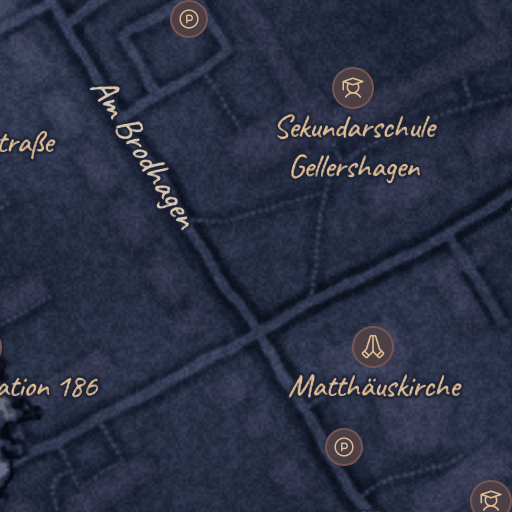 P
Sekundarschule
Gellershagen
traße
Am Brodhagen
ation 186
Matthäuskirche
P